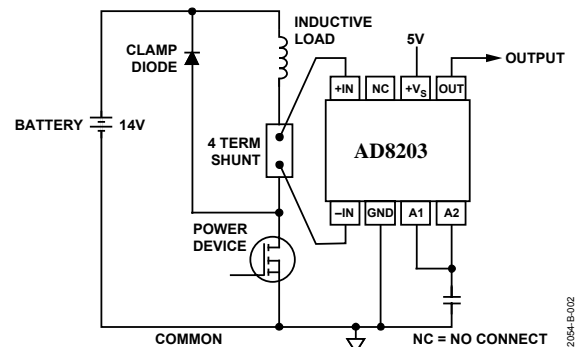 INDUCTIVE
LOAD
CLAMP
DIODE
5V
OUTPUT
+IN
NC
+VS
OUT
BATTERY
14V
4 TERM
SHUNT
AD8203
–IN
GND
A1
A2
POWER
DEVICE
COMMON
NC = NO CONNECT
2054-B-002